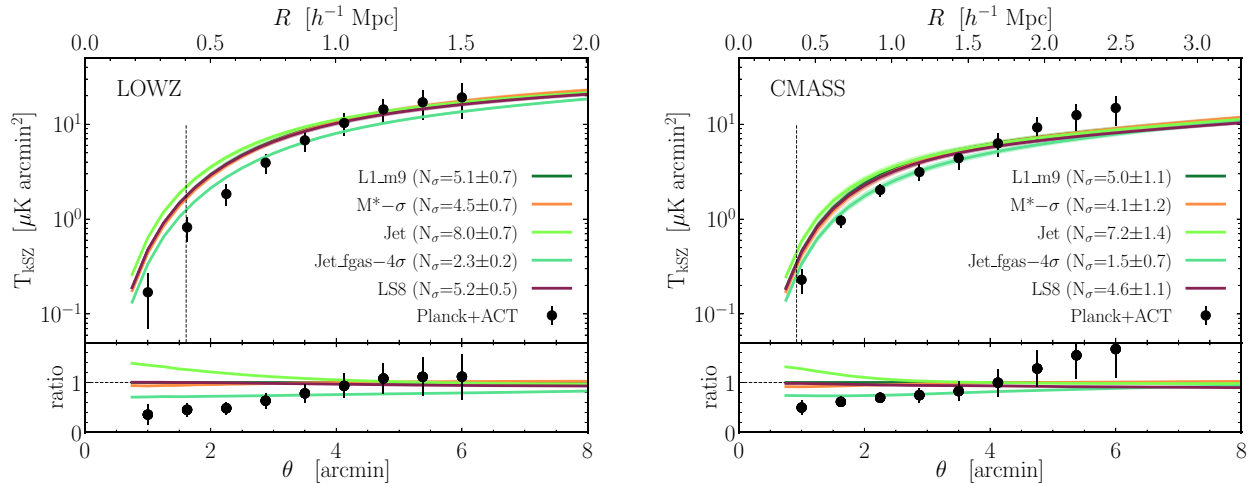 R [h⁻¹ Mpc]
0.0 0.5 1.0 1.5 2.0
LOWZ
10¹
10⁰
10⁻¹
T_kSZ [μK arcmin²]
L1_m9 (N_σ=5.1±0.7)
M*−σ (N_σ=4.5±0.7)
Jet (N_σ=8.0±0.7)
Jet_fgas−4σ (N_σ=2.3±0.2)
LS8 (N_σ=5.2±0.5)
Planck+ACT
ratio
1
0
0 2 4 6 8
θ [arcmin]
R [h⁻¹ Mpc]
0.0 0.5 1.0 1.5 2.0 2.5 3.0
CMASS
10¹
10⁰
10⁻¹
T_kSZ [μK arcmin²]
L1_m9 (N_σ=5.0±1.1)
M*−σ (N_σ=4.1±1.2)
Jet (N_σ=7.2±1.4)
Jet_fgas−4σ (N_σ=1.5±0.7)
LS8 (N_σ=4.6±1.1)
Planck+ACT
ratio
1
0
0 2 4 6 8
θ [arcmin]